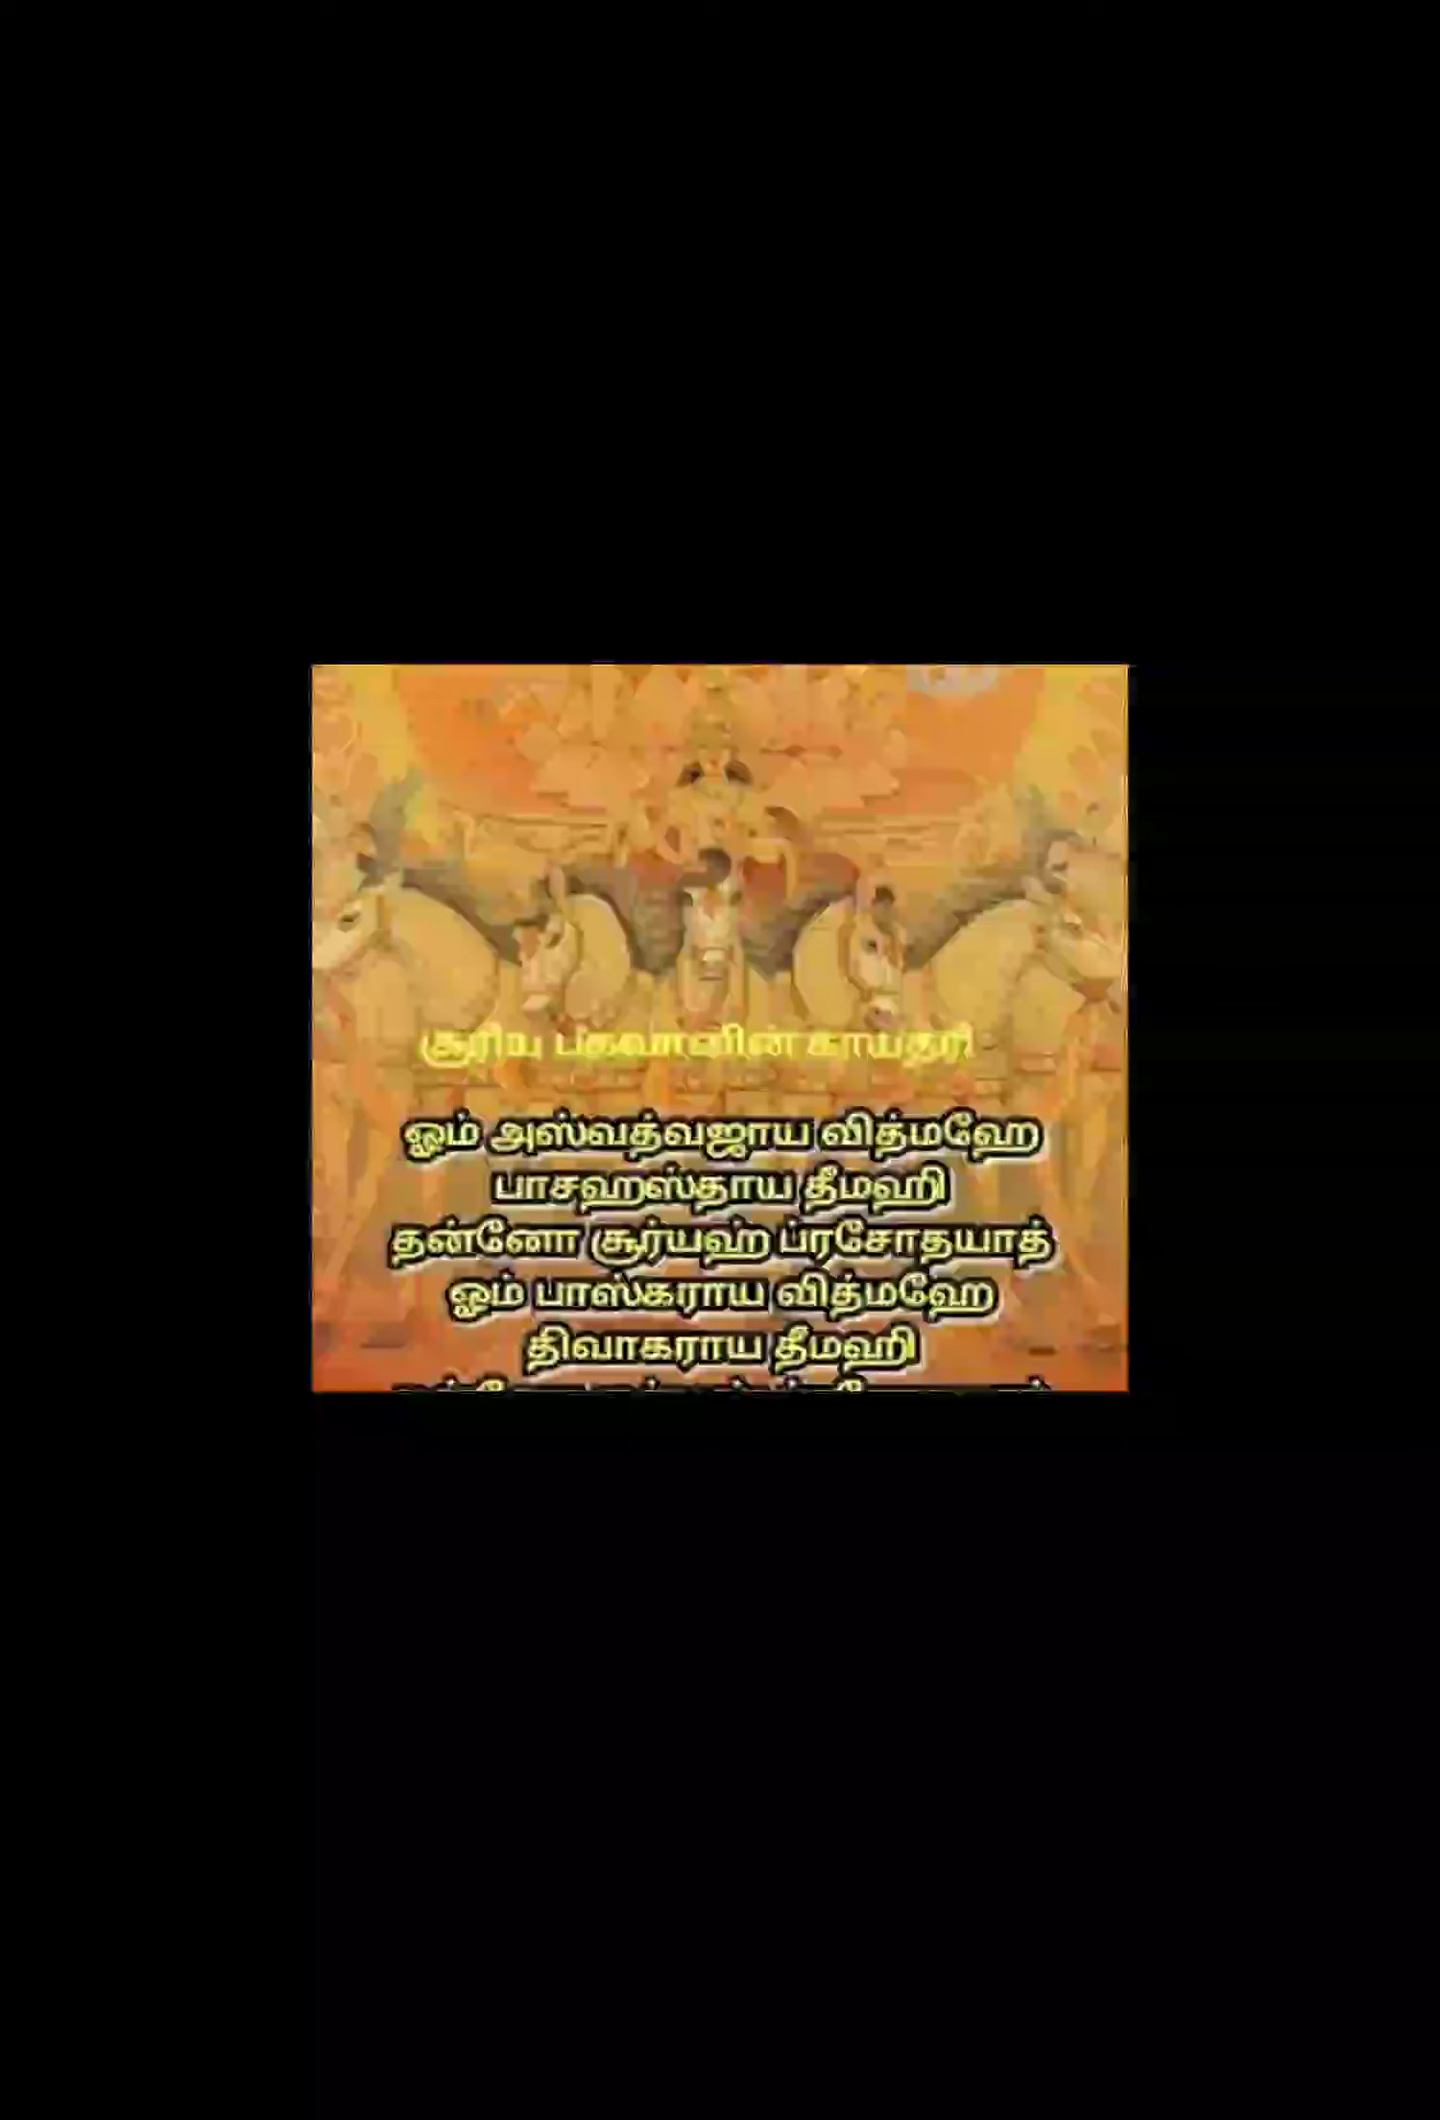 சூரிய பகவானின் காயத்ரி
ஓம் அஸ்வத்வஜாய வித்மஹே
பாசஹஸ்தாய தீமஹி
தன்னோ சூர்யஹ் ப்ரசோதயாத்
ஓம் பாஸ்கராய வித்மஹே
திவாகராய தீமஹி